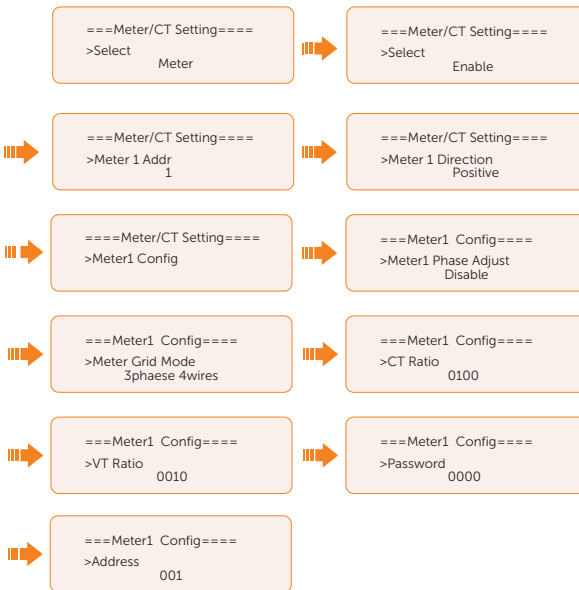 ===Meter/CT Setting====
>Select
Meter
===Meter/CT Setting====
>Select
Enable
===Meter/CT Setting====
>Meter 1 Addr
1
===Meter/CT Setting====
>Meter 1 Direction
Positive
====Meter/CT Setting====
>Meter1 Config
===Meter1 Config====
>Meter1 Phase Adjust
Disable
===Meter1 Config====
>Meter Grid Mode
3phaese 4wires
===Meter1 Config====
>CT Ratio
0100
===Meter1 Config====
>VT Ratio
0010
===Meter1 Config====
>Password
0000
===Meter1 Config====
>Address
001